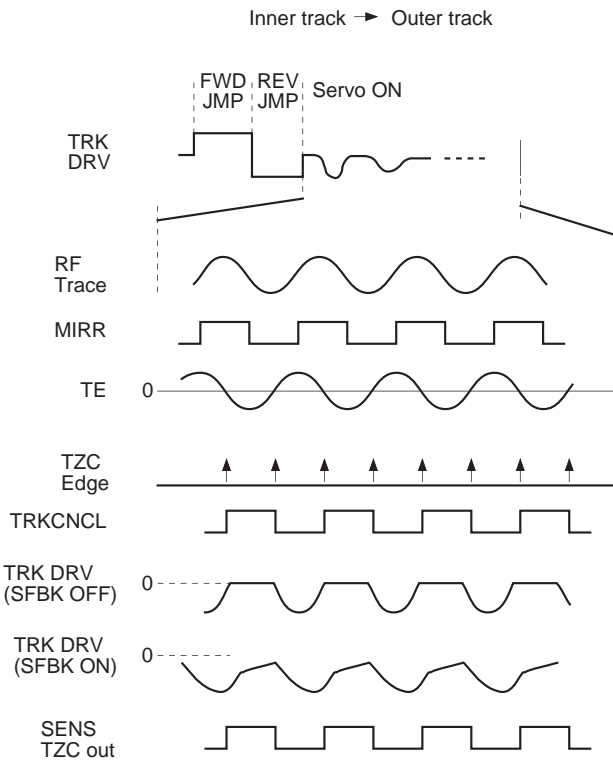 Inner track → Outer track
FWD JMP
REV JMP
Servo ON
TRK DRV
RF Trace
MIRR
TE
0
TZC Edge
TRKCNCL
TRK DRV (SFBK OFF)
0
TRK DRV (SFBK ON)
0
SENS TZC out